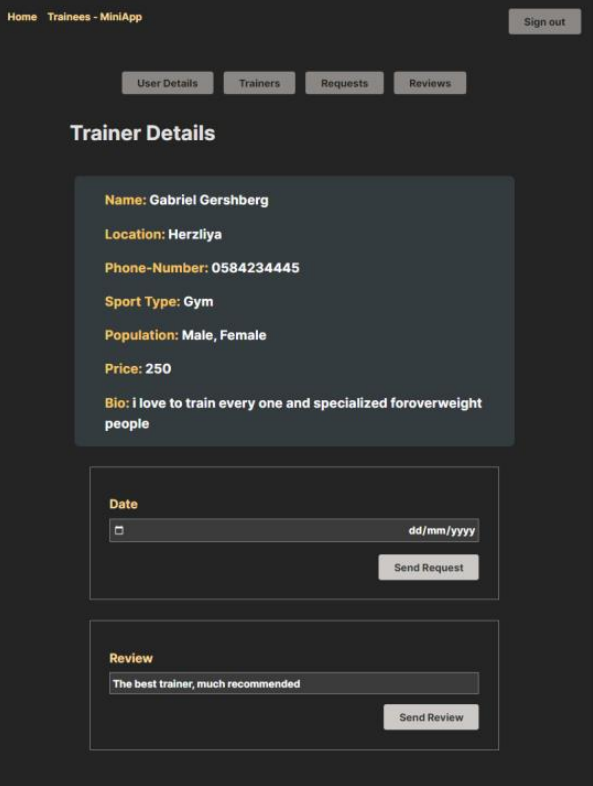 Home Trainees - MiniApp Sign out
User Details Trainers Requests Reviews
Trainer Details
Name: Gabriel Gershberg
Location: Herzliya
Phone-Number: 0584234445
Sport Type: Gym
Population: Male, Female
Price: 250
Bio: i love to train every one and specialized foroverweight
people
Date
dd/mm/yyyy
Send Request
Review
The best trainer, much recommended
Send Review